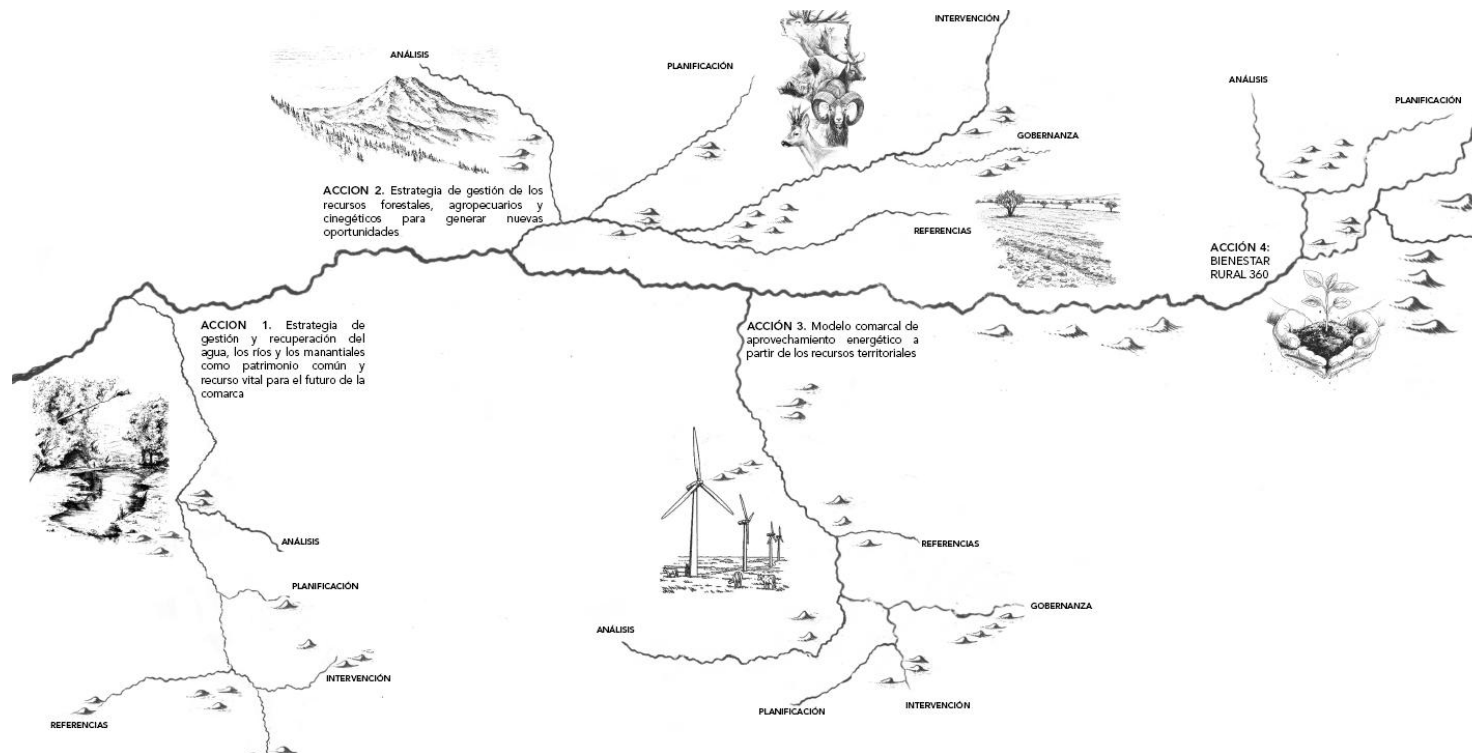 INTERVENCIÓN
ANÁLISIS
PLANIFICACIÓN
ANÁLISIS
PLANIFICACIÓN
GOBERNANZA
ACCION 2. Estrategia de gestión de los
recursos forestales, agropecuarios y
cinegéticos para generar nuevas
oportunidades
REFERENCIAS
ACCIÓN 4:
BIENESTAR
RURAL 360
ACCION 1. Estrategia de
gestión y recuperación del
agua, los ríos y los manantiales
como patrimonio común y
recurso vital para el futuro de la
comarca
ACCIÓN 3. Modelo comarcal de
aprovechamiento energético a
partir de los recursos territoriales
ANÁLISIS
REFERENCIAS
PLANIFICACIÓN
GOBERNANZA
ANÁLISIS
INTERVENCIÓN
REFERENCIAS
PLANIFICACIÓN
INTERVENCIÓN